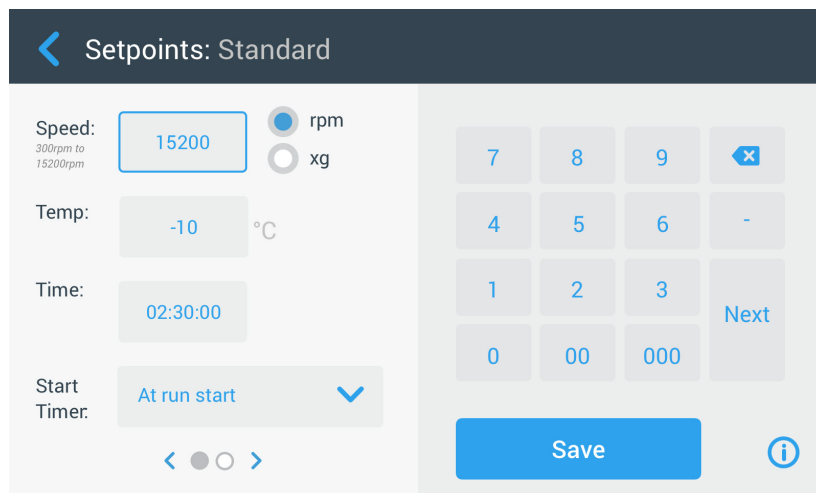 Setpoints: Standard
Speed:
300rpm to
15200rpm
15200
rpm
xg
Temp:
-10
°C
Time:
02:30:00
Start
Timer:
At run start
7 8 9
4 5 6 -
1 2 3
Next
0 00 000
Save